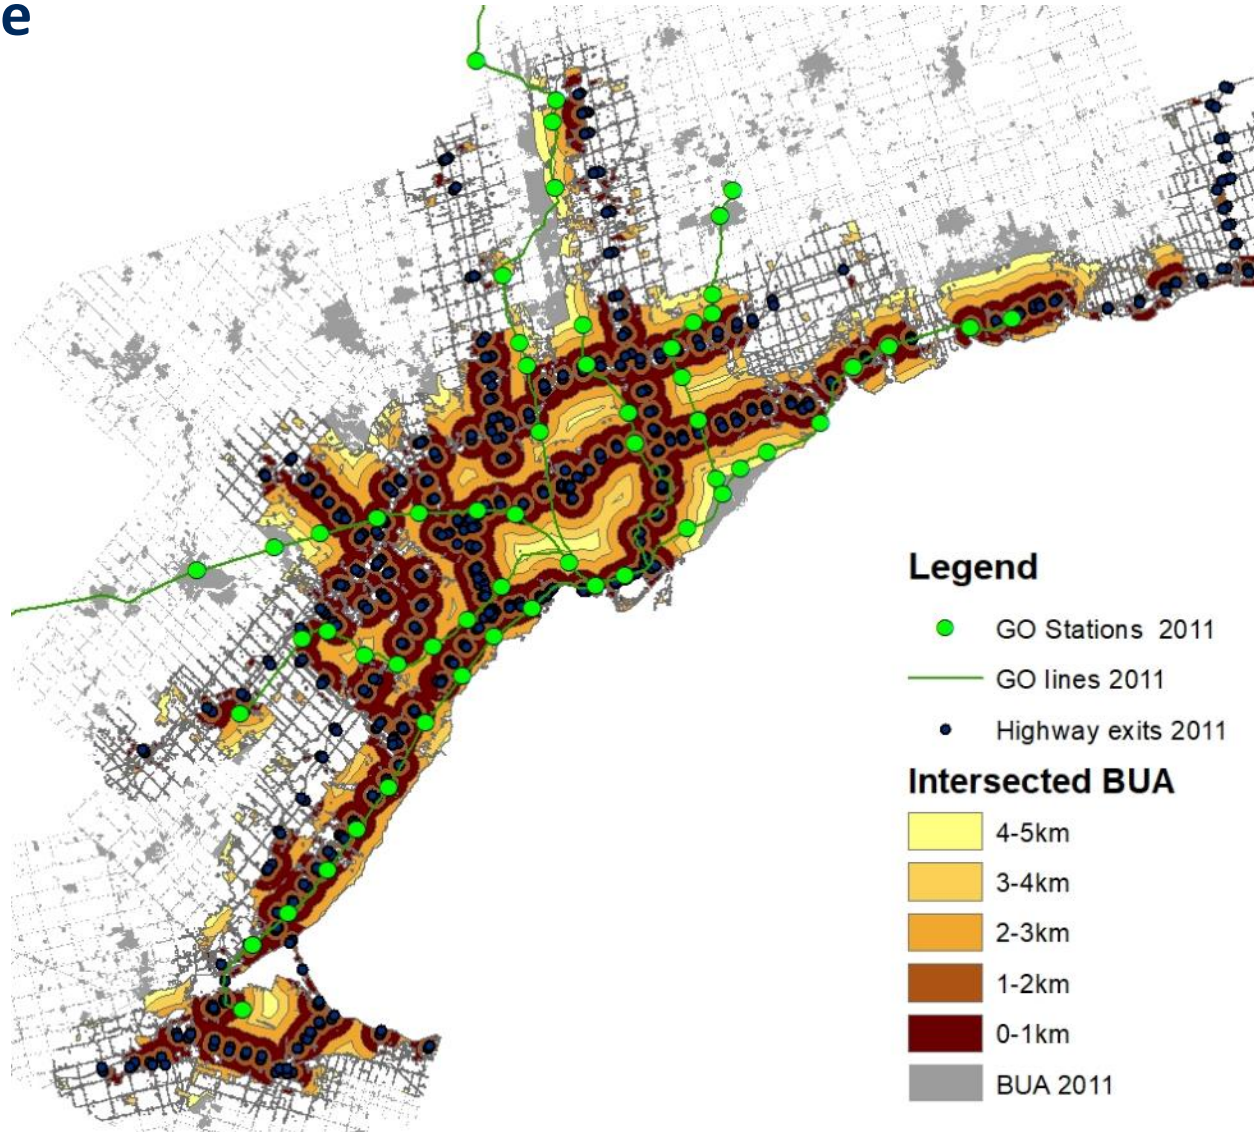 e
Legend
GO Stations 2011
GO lines 2011
Highway exits 2011
Intersected BUA
4-5km
3-4km
2-3km
1-2km
0-1km
BUA 2011